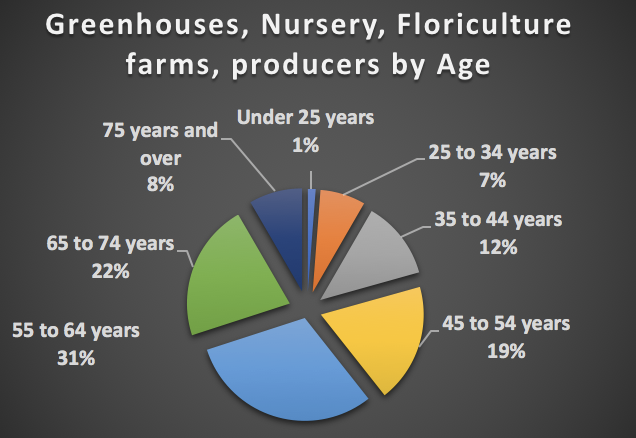 Greenhouses, Nursery, Floriculture
farms, producers by Age
Under 25 years
1%
25 to 34 years
7%
35 to 44 years
12%
45 to 54 years
19%
55 to 64 years
31%
65 to 74 years
22%
75 years and
over
8%